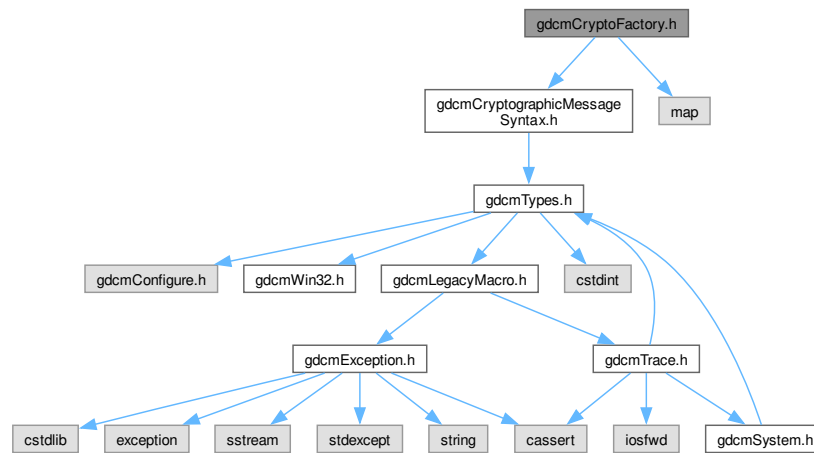 gdcmCryptoFactory.h
gdcmCryptographicMessage
Syntax.h
map
gdcmTypes.h
gdcmConfigure.h
gdcmWin32.h
gdcmLegacyMacro.h
cstdint
gdcmException.h
gdcmTrace.h
cstdlib
exception
sstream
stdexcept
string
cassert
iosfwd
gdcmSystem.h